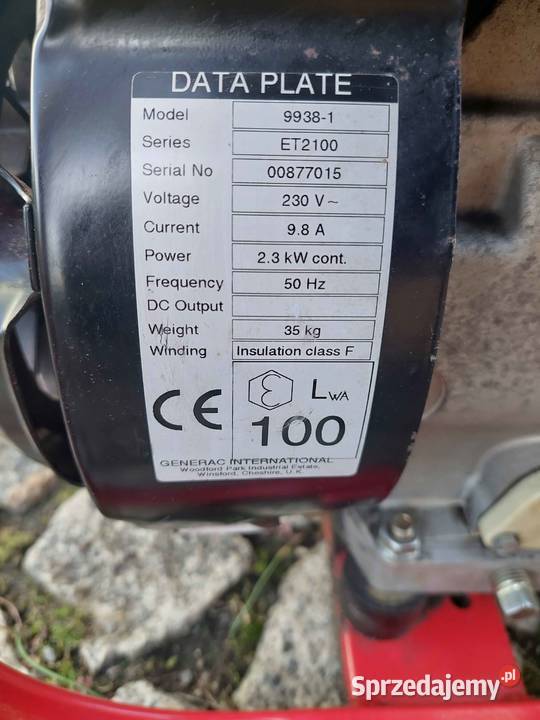 DATA PLATE
Model 9938-1
Series ET2100
Serial No 00877015
Voltage 230 V~
Current 9.8 A
Power 2.3 kW cont.
Frequency 50 Hz
DC Output
Weight 35 kg
Winding Insulation class F
CE Ɛ LWA
100
GENERAC INTERNATIONAL
Woodford Park Industrial Estate,
Winsford, Cheshire, U.K.
Sprzedajemy.pl